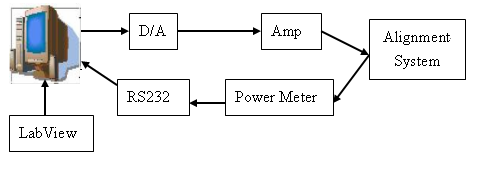 D/A
Amp
Alignment
System
RS232
Power Meter
LabView